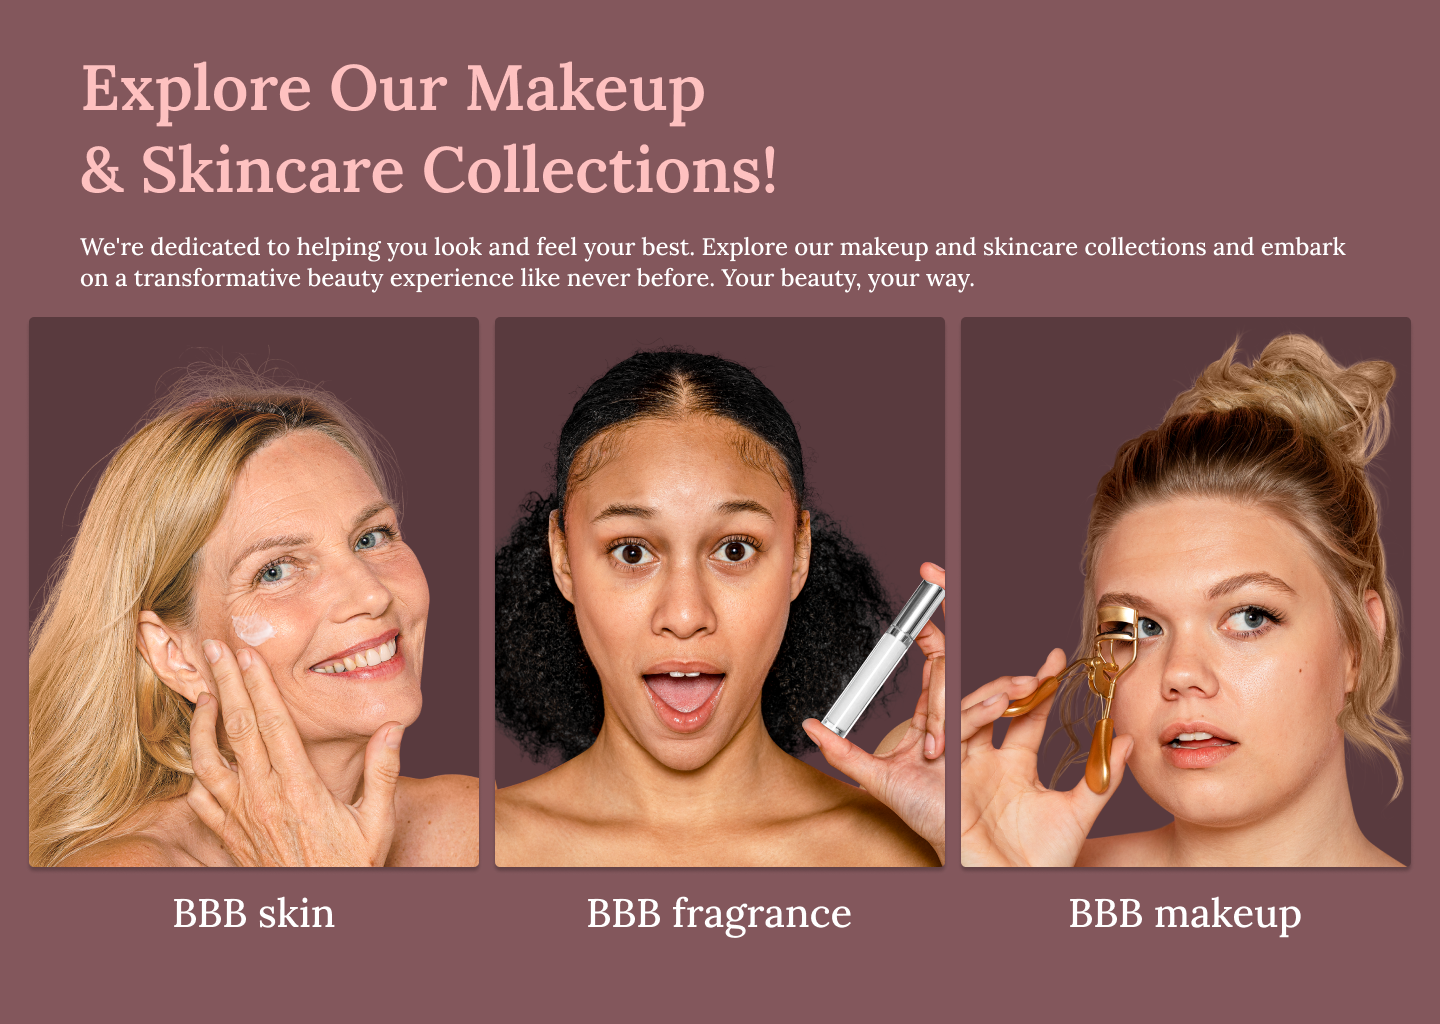 Explore Our Makeup
& Skincare Collections!
We're dedicated to helping you look and feel your best. Explore our makeup and skincare collections and embark
on a transformative beauty experience like never before. Your beauty, your way.
BBB skin
BBB fragrance
BBB makeup